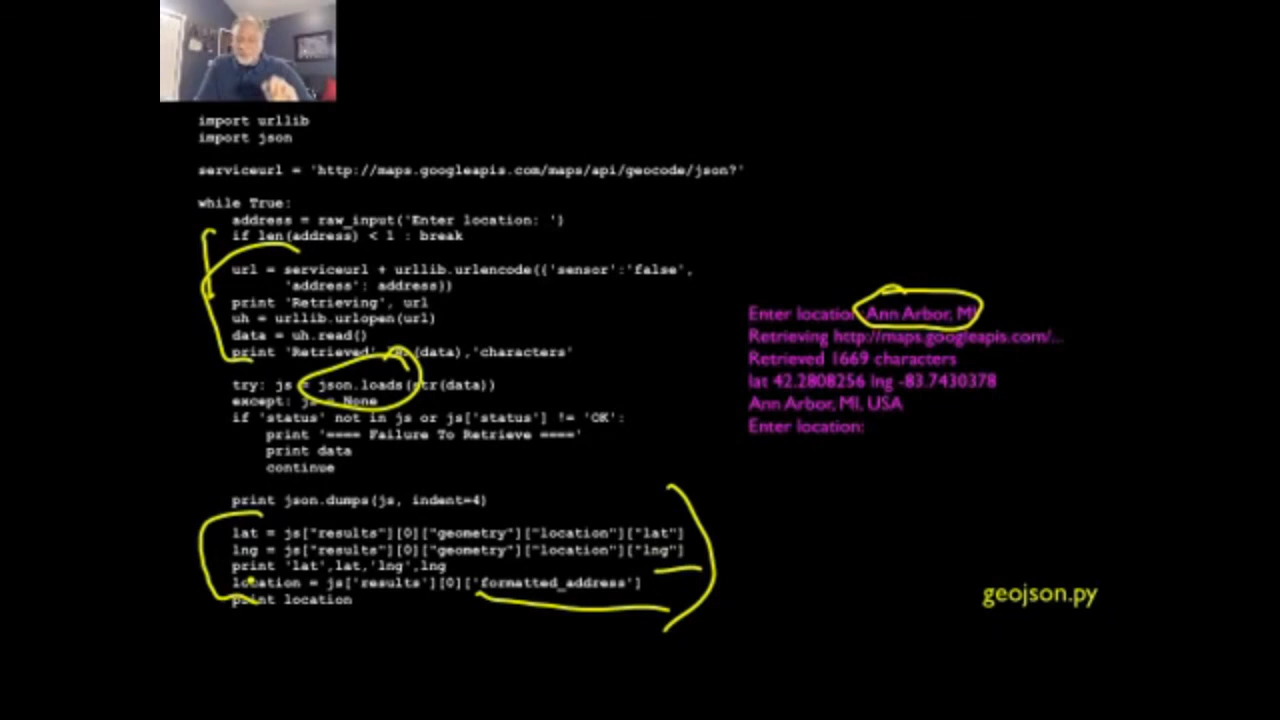 import urllib
import json
serviceurl = 'http://maps.googleapis.com/maps/api/geocode/json?'
while True:
address = raw_input('Enter location: ')
if len(address) < 1 : break
url = serviceurl + urllib.urlencode({'sensor':'false',
'address': address})
print 'Retrieving', url
uh = urllib.urlopen(url)
data = uh.read()
print 'Retrieved',len(data),'characters'
try: js = json.loads(str(data))
except: js = None
if 'status' not in js or js['status'] != 'OK':
print '==== Failure To Retrieve ===='
print data
continue
print json.dumps(js, indent=4)
lat = js["results"][0]["geometry"]["location"]["lat"]
lng = js["results"][0]["geometry"]["location"]["lng"]
print 'lat',lat,'lng',lng
location = js['results'][0]['formatted_address']
print location
Enter location: Ann Arbor, MI
Retrieving http://maps.googleapis.com/...
Retrieved 1669 characters
lat 42.2808256 lng -83.7430378
Ann Arbor, MI, USA
Enter location:
geojson.py